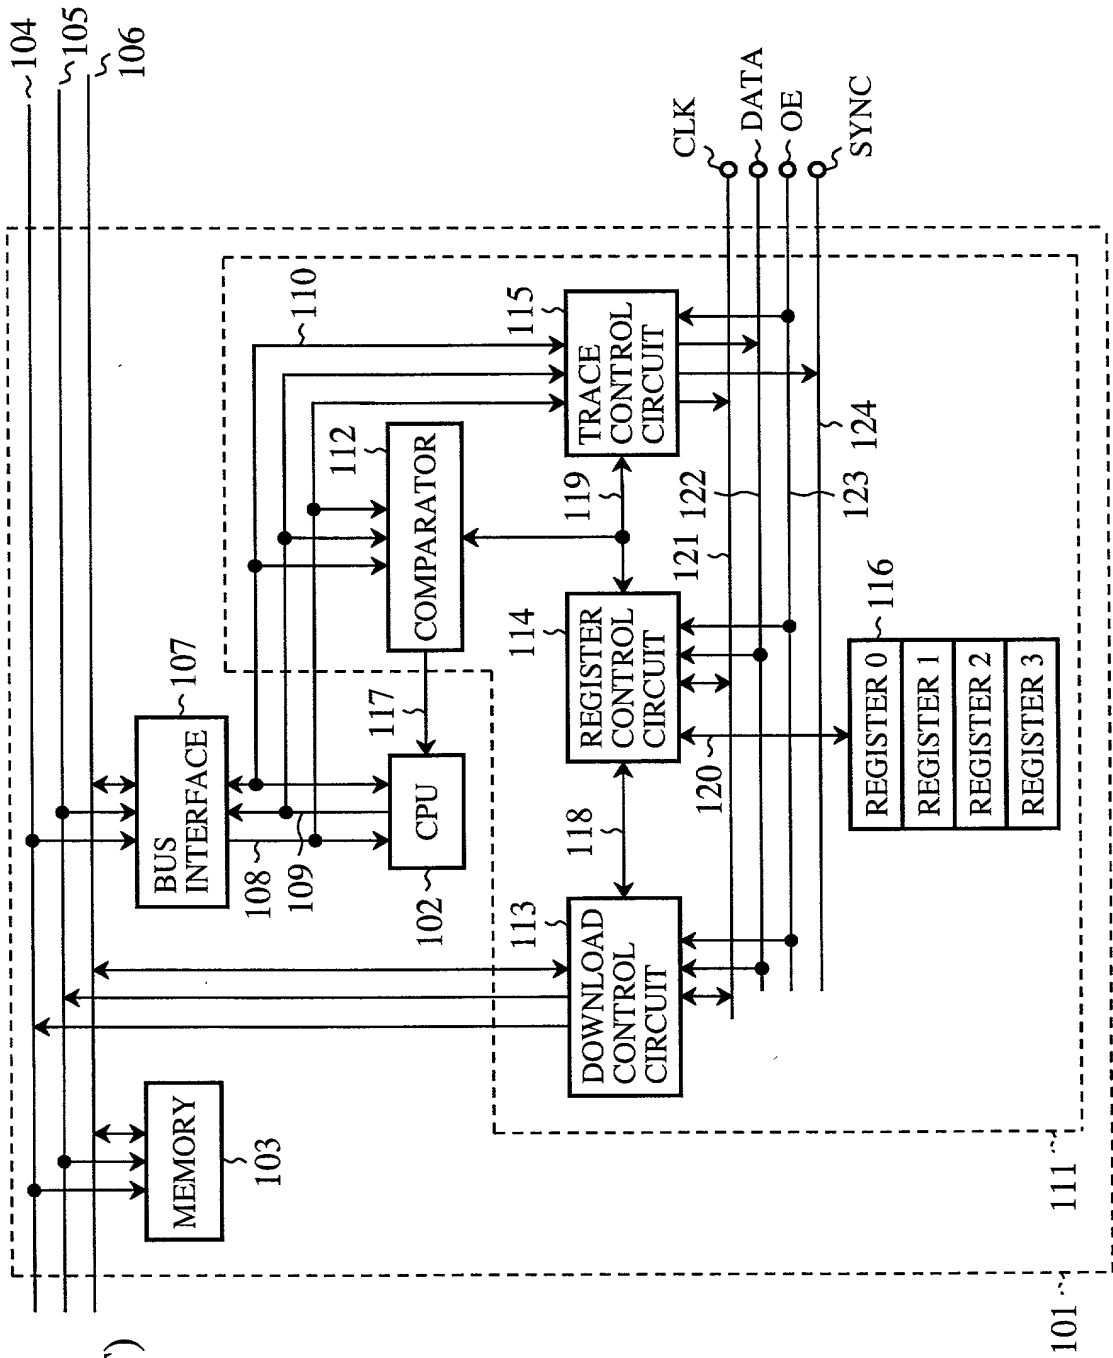 104
105
106
107
BUS
INTERFACE
108
109
110
CPU
102
117
112
COMPARATOR
MEMORY
103
113
DOWNLOAD
CONTROL
CIRCUIT
118
114
REGISTER
CONTROL
CIRCUIT
119
115
TRACE
CONTROL
CIRCUIT
120
121
122
123
124
CLK
DATA
OE
SYNC
116
REGISTER 0
REGISTER 1
REGISTER 2
REGISTER 3
111
101
)